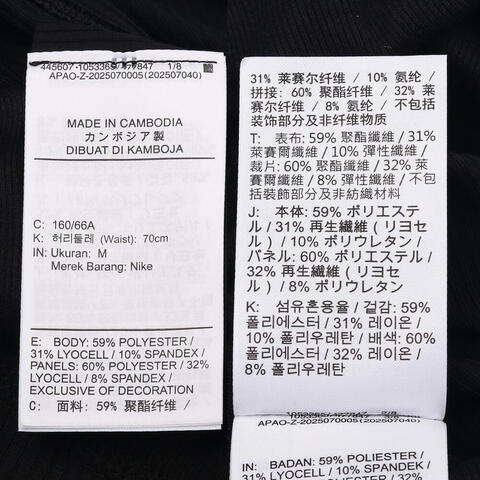 445607-1053365/477847 1/8
APAO-Z-2025070005(202507040)
MADE IN CAMBODIA
カンボジア製
DIBUAT DI KAMBOJA
C: 160/66A
K: 허리둘레 (Waist): 70cm
IN: Ukuran: M
Merek Barang: Nike
E: BODY: 59% POLYESTER /
31% LYOCELL / 10% SPANDEX /
PANELS: 60% POLYESTER / 32%
LYOCELL / 8% SPANDEX /
EXCLUSIVE OF DECORATION
C: 面料: 59% 聚酯纤维 /
31% 莱赛尔纤维 / 10% 氨纶 /
拼接: 60% 聚酯纤维 / 32% 莱
赛尔纤维 / 8% 氨纶 / 不包括
装饰部分及非纤维物质
T: 表布: 59% 聚酯纖維 / 31%
萊賽爾纖維 / 10% 彈性纖維 /
裁片: 60% 聚酯纖維 / 32% 萊
賽爾纖維 / 8% 彈性纖維 / 不包
括裝飾部分及非紡織材料
J: 本体: 59% ポリエステ
ル / 31% 再生繊維 (リヨセ
ル) / 10% ポリウレタン /
パネル: 60% ポリエステル /
32% 再生繊維 (リヨセル)
/ 8% ポリウレタン
K: 섬유혼용율 / 겉감: 59%
폴리에스터 / 31% 레이온 /
10% 폴리우레탄 / 배색: 60%
폴리에스터 / 32% 레이온 /
8% 폴리우레탄
APAO-Z-2025070005(202507040)
IN: BADAN: 59% POLIESTER /
31% LYOCELL / 10% SPANDEX /